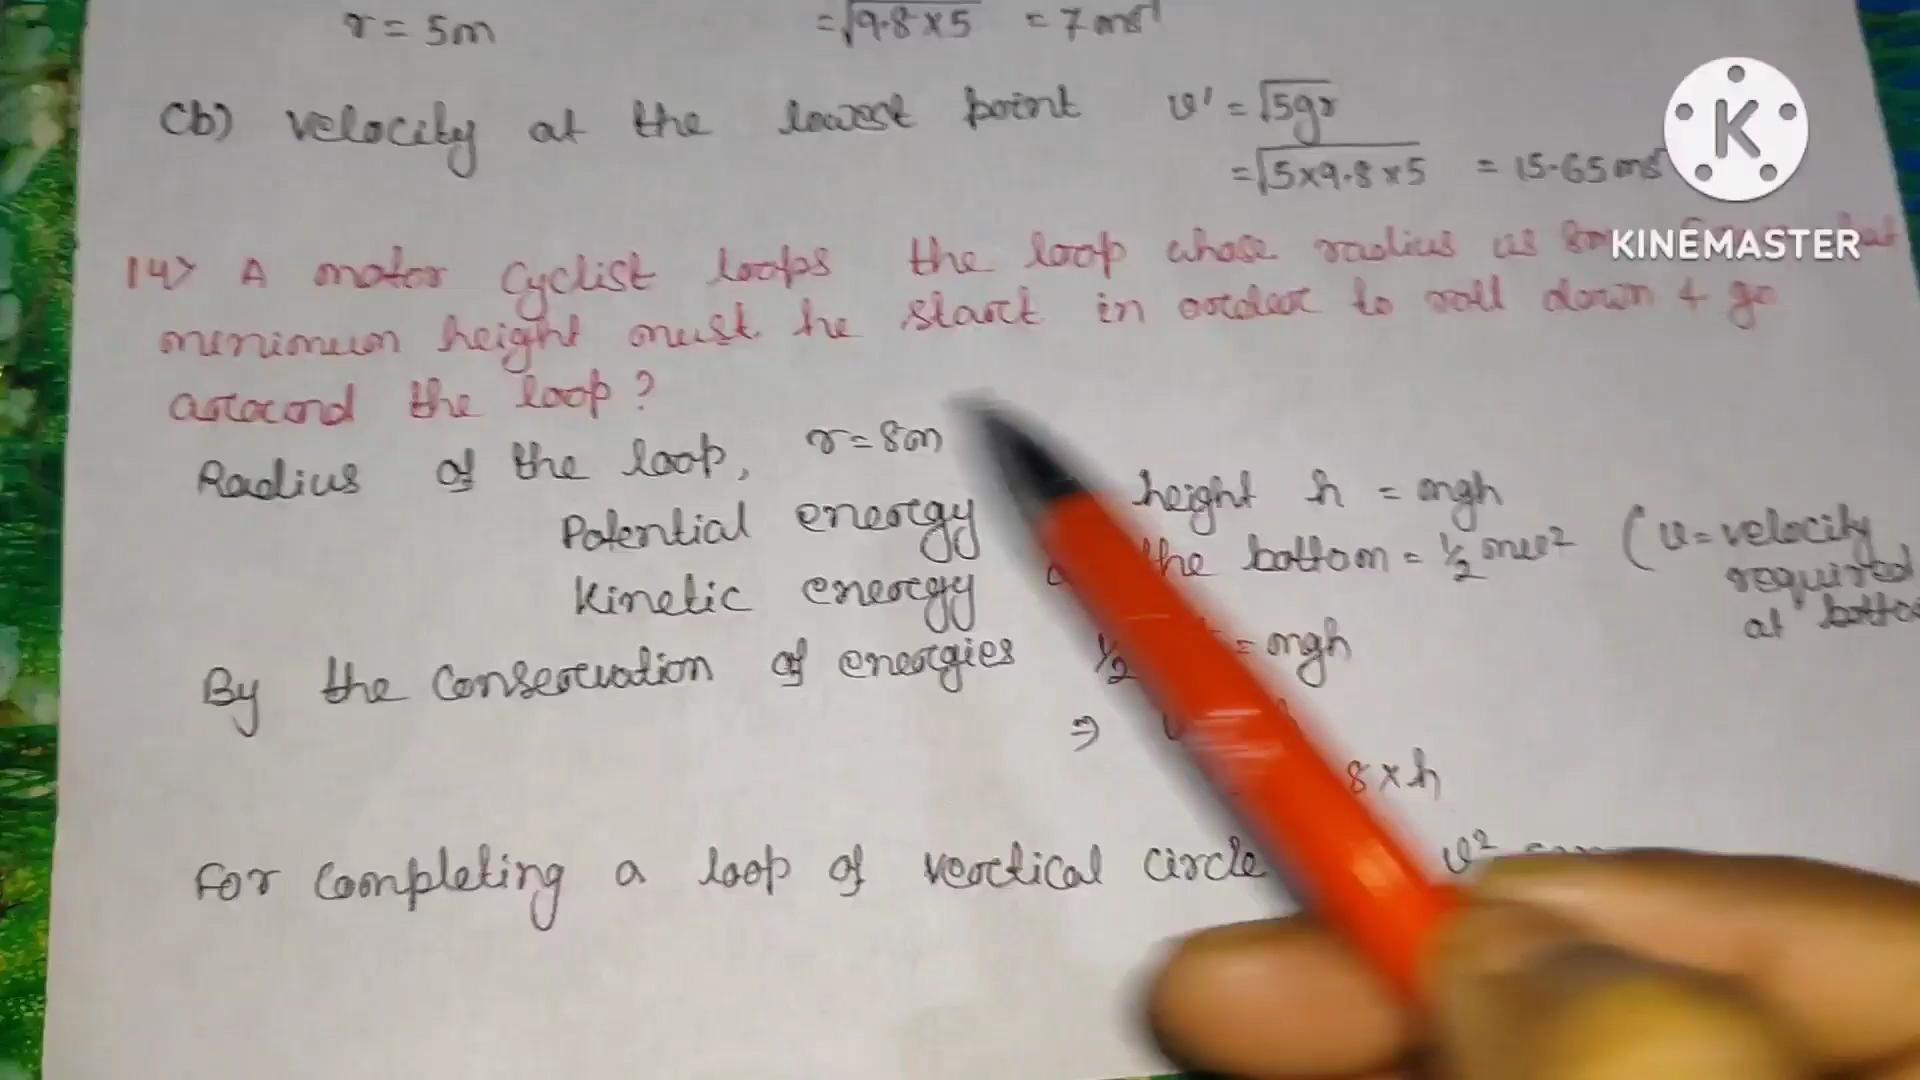 r = 5m
= √9.8×5 = 7 ms⁻¹
(b) velocity at the lowest point v' = √5gr
= √5×9.8×5 = 15.65 ms
K
KINEMASTER
14> A motor cyclist loops the loop whose radius is 8m
minimum height must he start in order to roll down & go
around the loop?
Radius of the loop, r = 8m
Potential energy height h = mgh
Kinetic energy the bottom = ½ mv² (v = velocity
required
at bottom
By the conservation of energies ½ = mgh
⇒
8 × h
For completing a loop of vertical circle v²